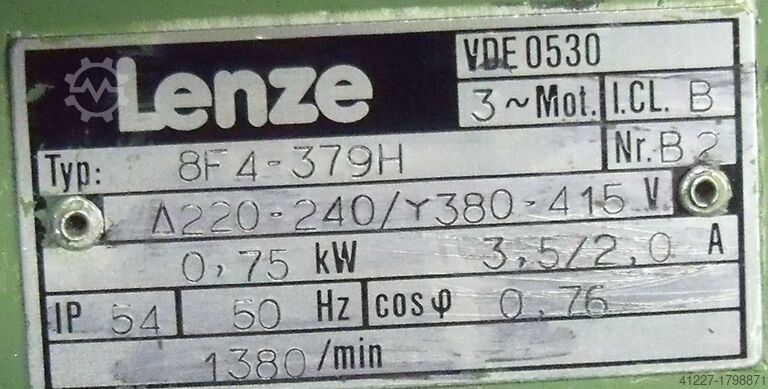 Lenze
VDE 0530
3~Mot. I.CL. B
Typ: 8F4-379H Nr. B 2
Δ220-240/Y380-415 V
0,75 kW 3,5/2,0 A
IP 54 50 Hz cosφ 0,76
1380/min
41227-1798871